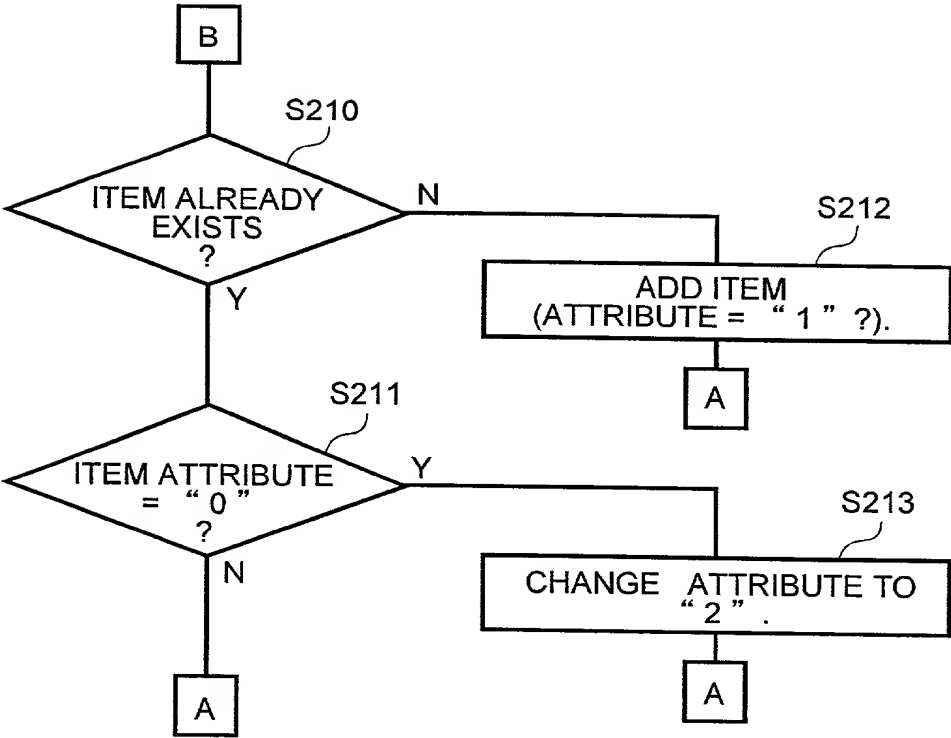 B
S210
ITEM ALREADY
EXISTS
?
N
Y
S212
ADD ITEM
(ATTRIBUTE = “ 1 ” ?).
A
S211
ITEM ATTRIBUTE
= “ 0 ”
?
Y
N
S213
CHANGE ATTRIBUTE TO
“ 2 ” .
A
A